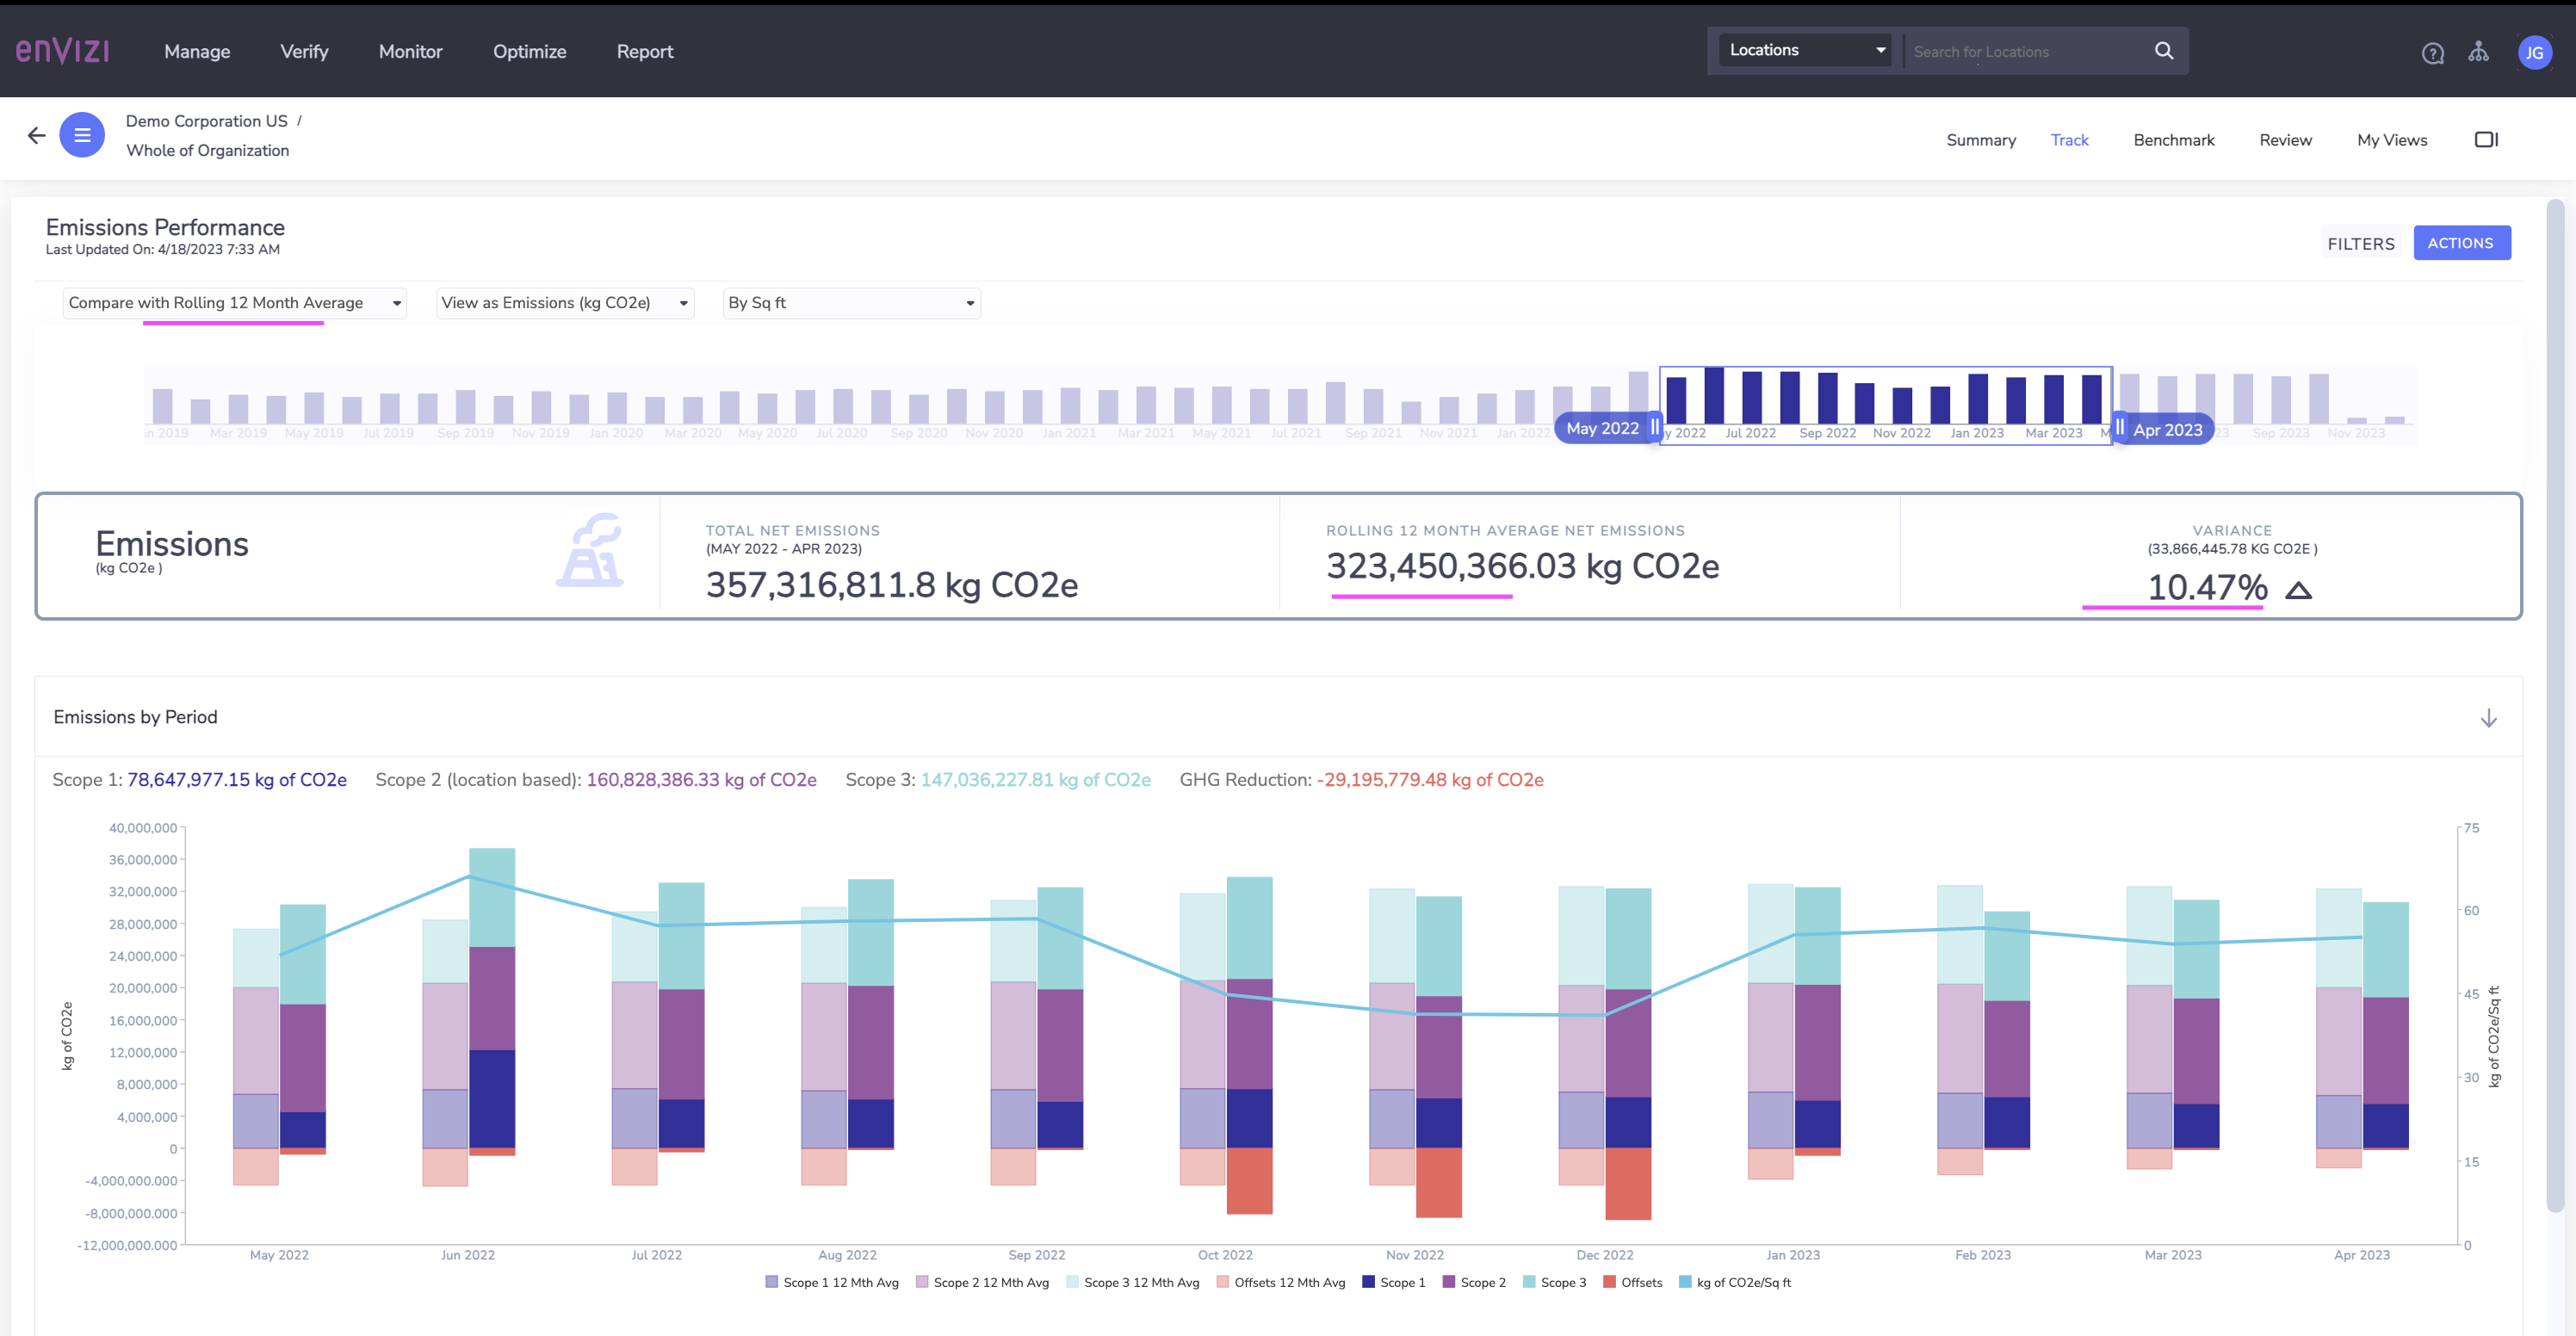 enVIZI
Manage Verify Monitor Optimize Report
Locations Search for Locations JG
Demo Corporation US /
Whole of Organization
Summary Track Benchmark Review My Views
Emissions Performance
Last Updated On: 4/18/2023 7:33 AM
FILTERS ACTIONS
Compare with Rolling 12 Month Average View as Emissions (kg CO2e) By Sq ft
n 2019 Mar 2019 May 2019 Jul 2019 Sep 2019 Nov 2019 Jan 2020 Mar 2020 May 2020 Jul 2020 Sep 2020 Nov 2020 Jan 2021 Mar 2021 May 2021 Jul 2021 Sep 2021 Nov 2021 Jan 2022 May 2022 y 2022 Jul 2022 Sep 2022 Nov 2022 Jan 2023 Mar 2023 M Apr 2023 23 Sep 2023 Nov 2023
Emissions
(kg CO2e )
TOTAL NET EMISSIONS
(MAY 2022 - APR 2023)
357,316,811.8 kg CO2e
ROLLING 12 MONTH AVERAGE NET EMISSIONS
323,450,366.03 kg CO2e
VARIANCE
(33,866,445.78 KG CO2E )
10.47%
Emissions by Period
Scope 1: 78,647,977.15 kg of CO2e Scope 2 (location based): 160,828,386.33 kg of CO2e Scope 3: 147,036,227.81 kg of CO2e GHG Reduction: -29,195,779.48 kg of CO2e
kg of CO2e
40,000,000
36,000,000
32,000,000
28,000,000
24,000,000
20,000,000
16,000,000
12,000,000
8,000,000
4,000,000
0
-4,000,000.000
-8,000,000.000
-12,000,000.000
75
60
45
30
15
0
kg of CO2e/Sq ft
May 2022 Jun 2022 Jul 2022 Aug 2022 Sep 2022 Oct 2022 Nov 2022 Dec 2022 Jan 2023 Feb 2023 Mar 2023 Apr 2023
Scope 1 12 Mth Avg Scope 2 12 Mth Avg Scope 3 12 Mth Avg Offsets 12 Mth Avg Scope 1 Scope 2 Scope 3 Offsets kg of CO2e/Sq ft